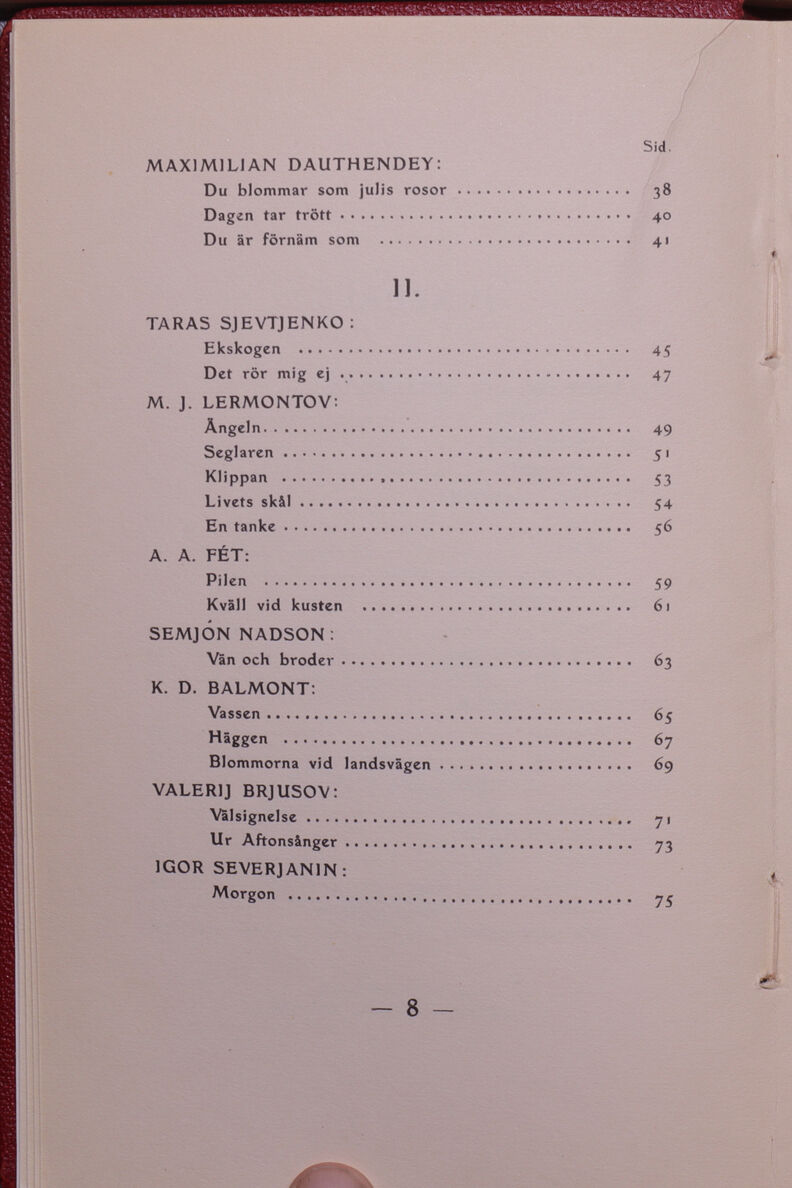 Sid.
MAXIMILIAN DAUTHENDEY:
Du blommar som julis rosor .................. 38
Dagen tar trött .............................. 40
Du är förnäm som .......................... 41
II.
TARAS SJEVTJENKO:
Ekskogen .................................. 45
Det rör mig ej .............................. 47
M. J. LERMONTOV:
Ängeln...................................... 49
Seglaren .................................... 51
Klippan .................................... 53
Livets skål .................................. 54
En tanke .................................... 56
A. A. FÉT:
Pilen ...................................... 59
Kväll vid kusten ............................ 61
SEMJÓN NADSON:
Vän och broder .............................. 63
K. D. BALMONT:
Vassen ...................................... 65
Häggen .................................... 67
Blommorna vid landsvägen .................... 69
VALERIJ BRJUSOV:
Välsignelse .................................. 71
Ur Aftonsånger .............................. 73
IGOR SEVERJANIN:
Morgon .................................... 75
— 8 —